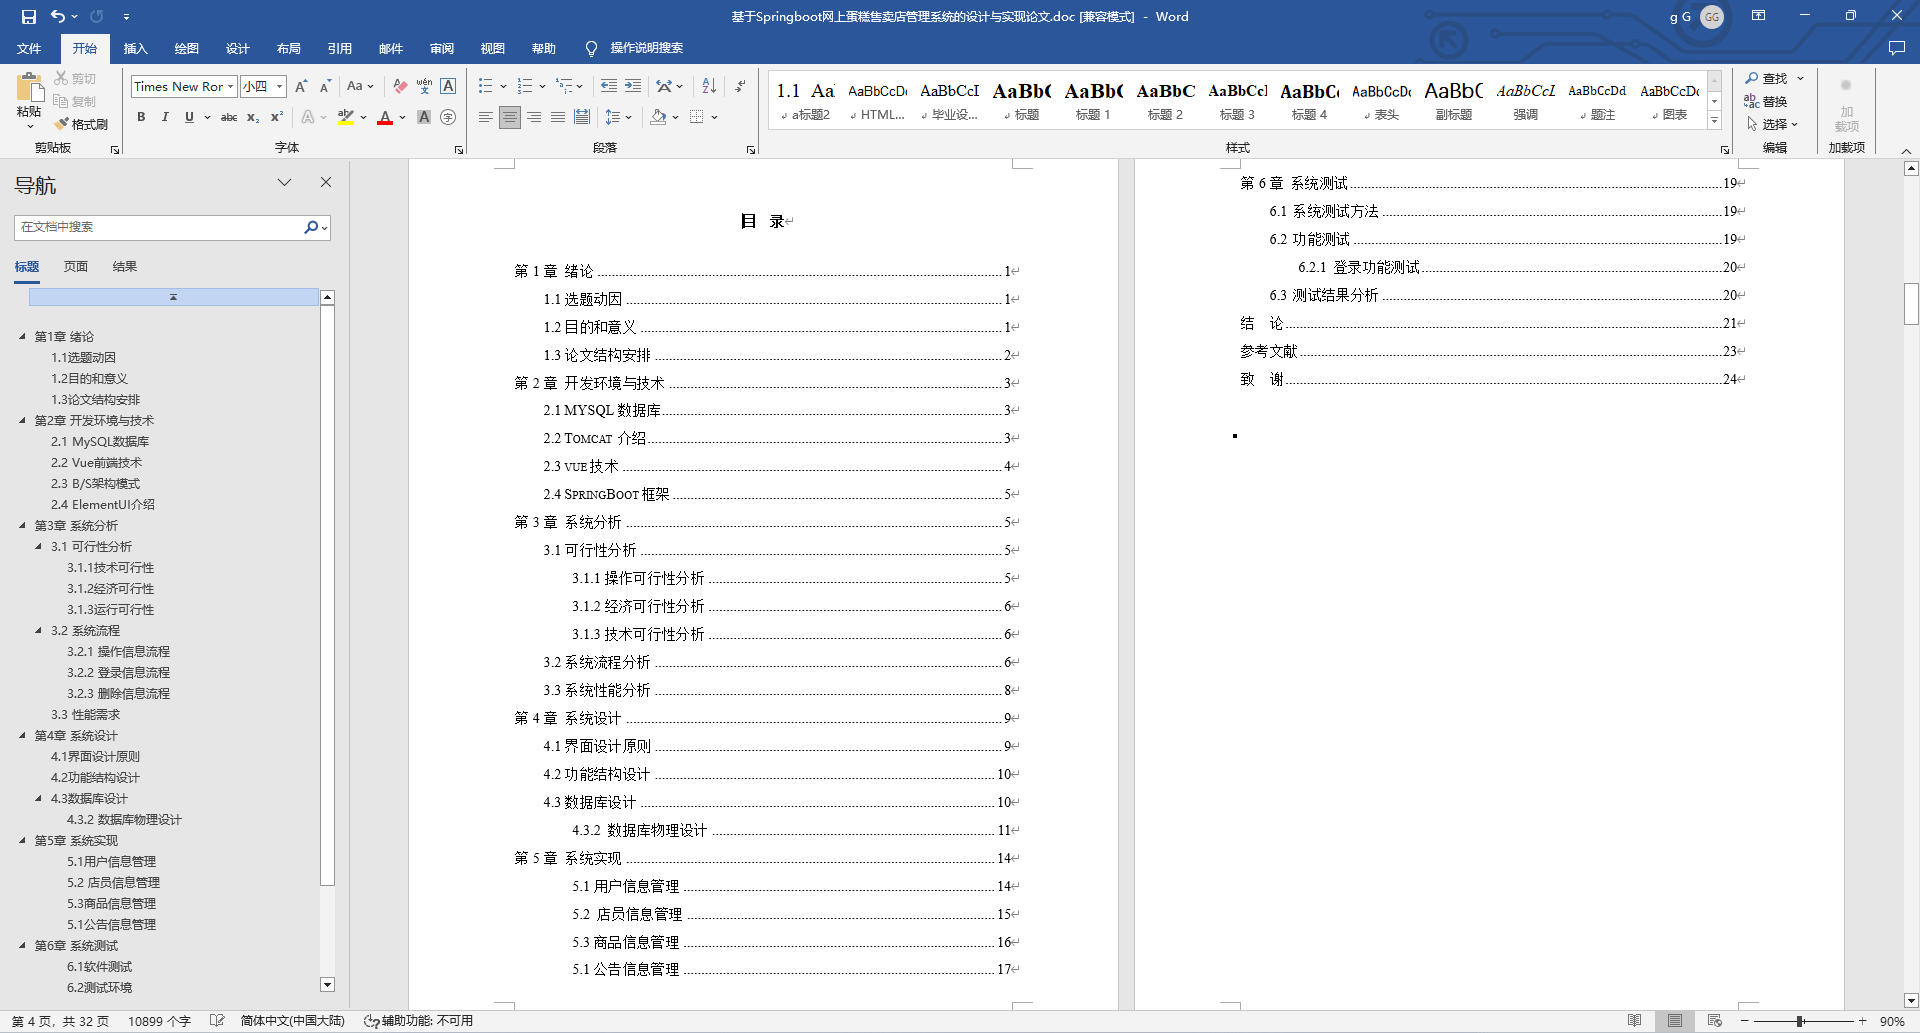 基于Springboot网上蛋糕售卖店管理系统的设计与实现论文.doc [兼容模式] - Word
g G GG
文件 开始 插入 绘图 设计 布局 引用 邮件 审阅 视图 帮助 操作说明搜索
粘贴 剪切 复制 格式刷
剪贴板
Times New Ror 小四
字体
段落
1.1 Aa AaBbCcDc AaBbCcI AaBb( AaBb( AaBbC AaBbCcl AaBbC( AaBbCcDc AaBbC AaBbCcL AaBbCcDd AaBbCcDc
a标题2 HTML... 毕业设... 标题 标题 1 标题 2 标题 3 标题 4 表头 副标题 强调 题注 图表
样式
查找
替换
选择
编辑
加载项
加载项
导航
在文档中搜索
标题 页面 结果
第1章 绪论
1.1选题动因
1.2目的和意义
1.3论文结构安排
第2章 开发环境与技术
2.1 MySQL数据库
2.2 Vue前端技术
2.3 B/S架构模式
2.4 ElementUI介绍
第3章 系统分析
3.1 可行性分析
3.1.1技术可行性
3.1.2经济可行性
3.1.3运行可行性
3.2 系统流程
3.2.1 操作信息流程
3.2.2 登录信息流程
3.2.3 删除信息流程
3.3 性能需求
第4章 系统设计
4.1界面设计原则
4.2功能结构设计
4.3数据库设计
4.3.2 数据库物理设计
第5章 系统实现
5.1用户信息管理
5.2 店员信息管理
5.3商品信息管理
5.1公告信息管理
第6章 系统测试
6.1软件测试
6.2测试环境
目 录
第 1 章 绪论 1
1.1 选题动因 1
1.2 目的和意义 1
1.3 论文结构安排 2
第 2 章 开发环境与技术 3
2.1 MYSQL 数据库 3
2.2 TOMCAT 介绍 3
2.3 VUE 技术 4
2.4 SPRINGBOOT 框架 5
第 3 章 系统分析 5
3.1 可行性分析 5
3.1.1 操作可行性分析 5
3.1.2 经济可行性分析 6
3.1.3 技术可行性分析 6
3.2 系统流程分析 6
3.3 系统性能分析 8
第 4 章 系统设计 9
4.1 界面设计原则 9
4.2 功能结构设计 10
4.3 数据库设计 10
4.3.2 数据库物理设计 11
第 5 章 系统实现 14
5.1 用户信息管理 14
5.2 店员信息管理 15
5.3 商品信息管理 16
5.1 公告信息管理 17
第 6 章 系统测试 19
6.1 系统测试方法 19
6.2 功能测试 19
6.2.1 登录功能测试 20
6.3 测试结果分析 20
结 论 21
参考文献 23
致 谢 24
第 4 页，共 32 页 10899 个字 简体中文(中国大陆) 辅助功能: 不可用 90%